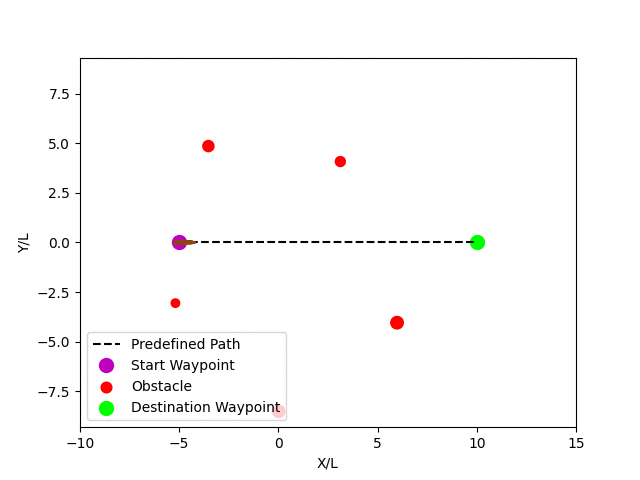 7.5
5.0
2.5
0.0
−2.5
−5.0
−7.5
Y/L
Predefined Path
Start Waypoint
Obstacle
Destination Waypoint
−10
−5
0
5
10
15
X/L